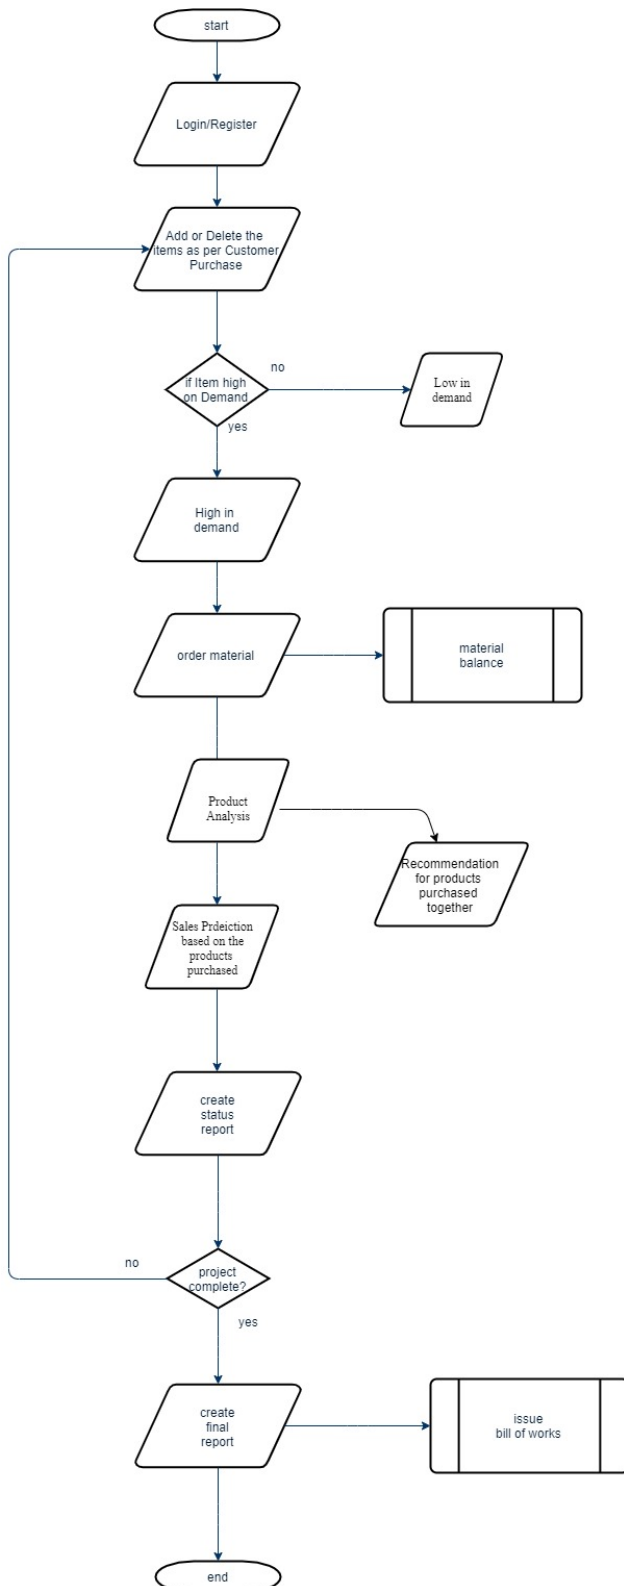 start
Login/Register
Add or Delete the
items as per Customer
Purchase
if Item high
on Demand
no
Low in
demand
yes
High in
demand
order material
material
balance
Product
Analysis
Recommendation
for products
purchased
together
Sales Prdeiction
based on the
products
purchased
create
status
report
no
project
complete?
yes
create
final
report
issue
bill of works
end